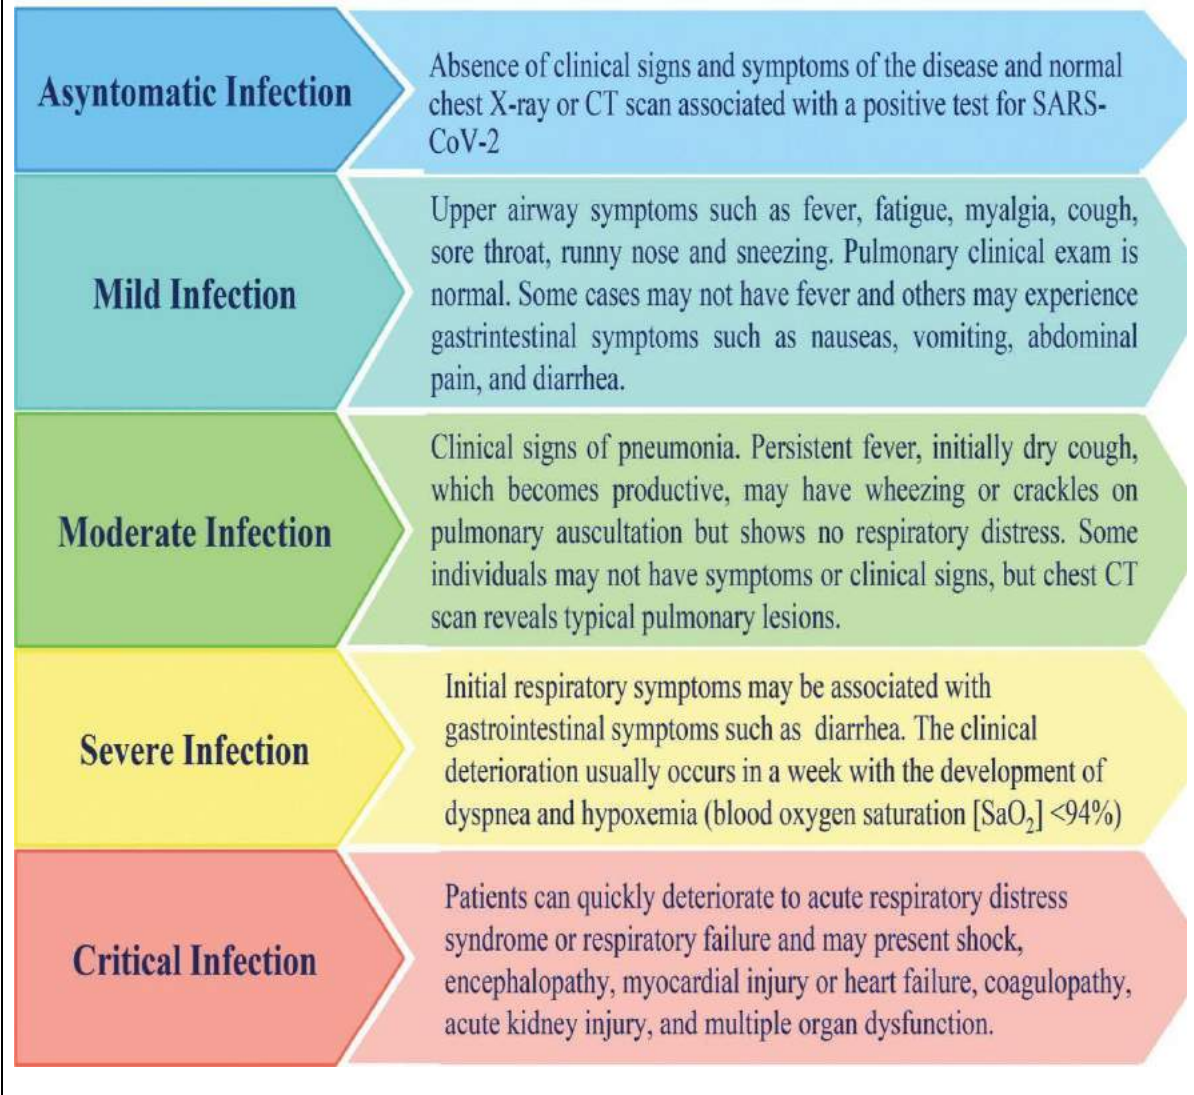 Asyntomatic Infection
Absence of clinical signs and symptoms of the disease and normal
chest X-ray or CT scan associated with a positive test for SARS-
CoV-2
Mild Infection
Upper airway symptoms such as fever, fatigue, myalgia, cough,
sore throat, runny nose and sneezing. Pulmonary clinical exam is
normal. Some cases may not have fever and others may experience
gastrintestinal symptoms such as nauseas, vomiting, abdominal
pain, and diarrhea.
Moderate Infection
Clinical signs of pneumonia. Persistent fever, initially dry cough,
which becomes productive, may have wheezing or crackles on
pulmonary auscultation but shows no respiratory distress. Some
individuals may not have symptoms or clinical signs, but chest CT
scan reveals typical pulmonary lesions.
Severe Infection
Initial respiratory symptoms may be associated with
gastrointestinal symptoms such as diarrhea. The clinical
deterioration usually occurs in a week with the development of
dyspnea and hypoxemia (blood oxygen saturation [SaO₂] <94%)
Critical Infection
Patients can quickly deteriorate to acute respiratory distress
syndrome or respiratory failure and may present shock,
encephalopathy, myocardial injury or heart failure, coagulopathy,
acute kidney injury, and multiple organ dysfunction.